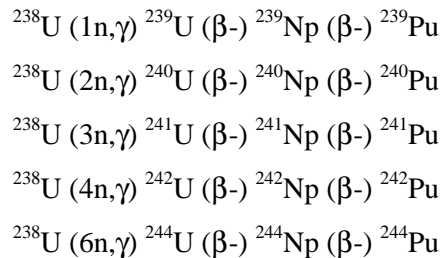 ²³⁸U (1n,γ) ²³⁹U (β-) ²³⁹Np (β-) ²³⁹Pu
²³⁸U (2n,γ) ²⁴⁰U (β-) ²⁴⁰Np (β-) ²⁴⁰Pu
²³⁸U (3n,γ) ²⁴¹U (β-) ²⁴¹Np (β-) ²⁴¹Pu
²³⁸U (4n,γ) ²⁴²U (β-) ²⁴²Np (β-) ²⁴²Pu
²³⁸U (6n,γ) ²⁴⁴U (β-) ²⁴⁴Np (β-) ²⁴⁴Pu